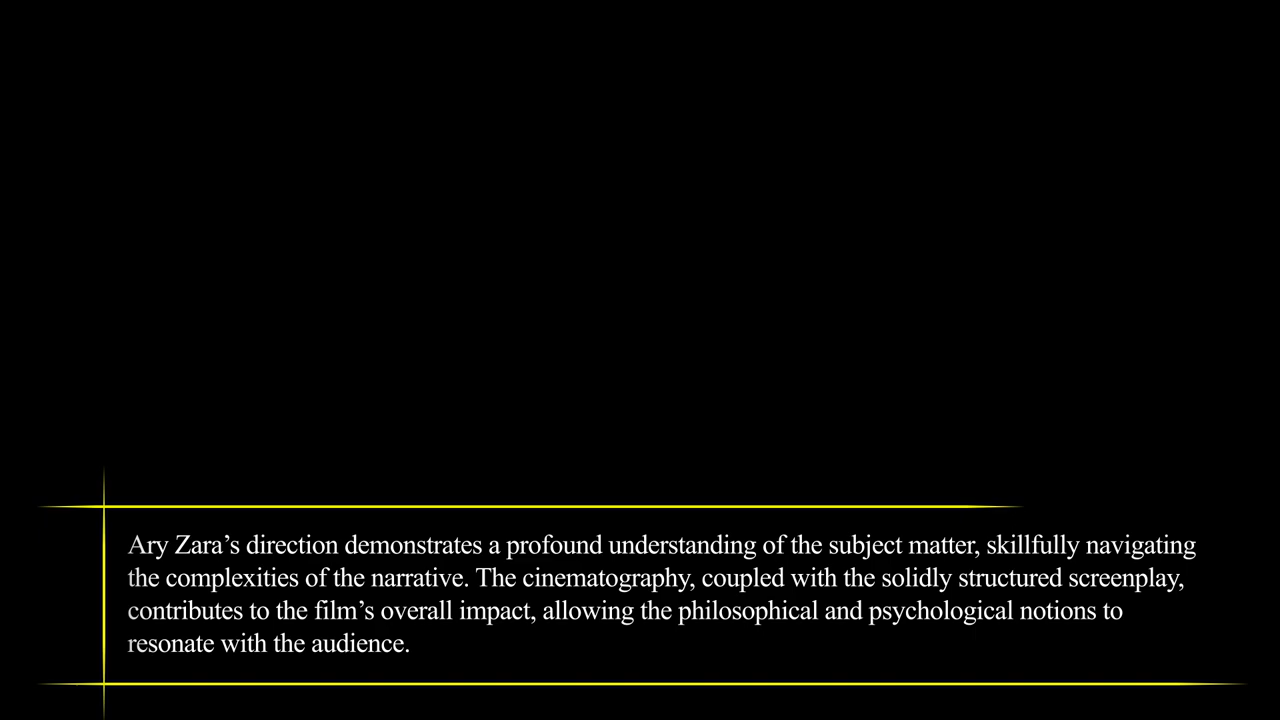 Ary Zara’s direction demonstrates a profound understanding of the subject matter, skillfully navigating
the complexities of the narrative. The cinematography, coupled with the solidly structured screenplay,
contributes to the film’s overall impact, allowing the philosophical and psychological notions to
resonate with the audience.